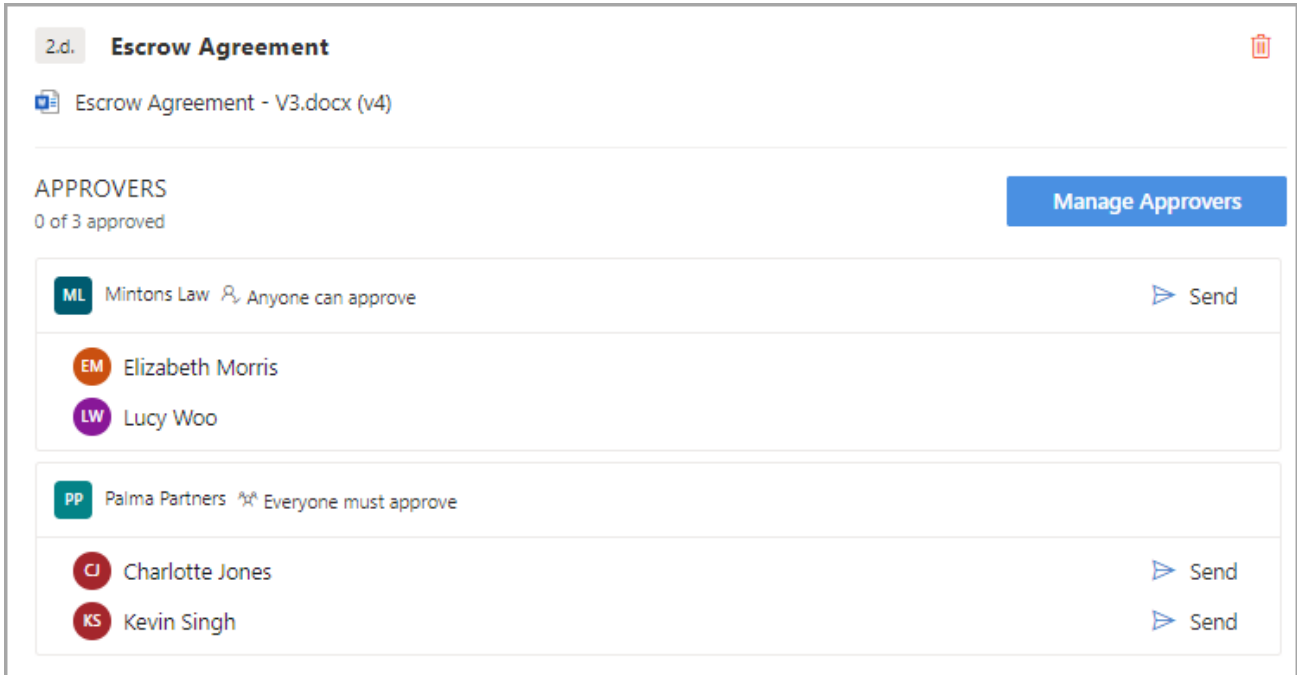 2.d. Escrow Agreement
Escrow Agreement - V3.docx (v4)
APPROVERS
0 of 3 approved
Manage Approvers
ML Mintons Law Anyone can approve Send
EM Elizabeth Morris
LW Lucy Woo
PP Palma Partners Everyone must approve
CJ Charlotte Jones Send
KS Kevin Singh Send